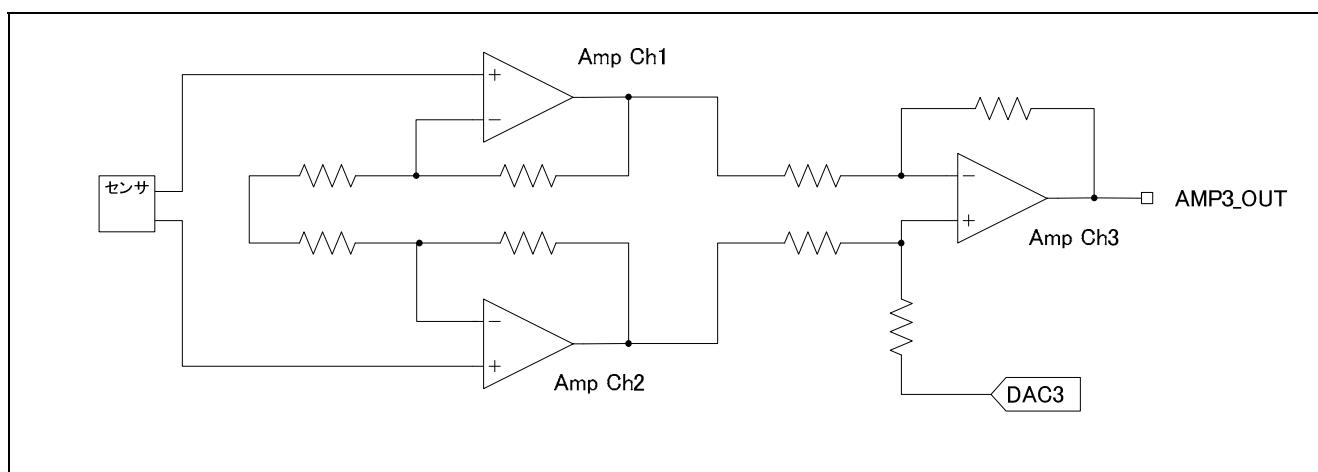 Amp Ch1
センサ
AMP3_OUT
Amp Ch3
Amp Ch2
DAC3